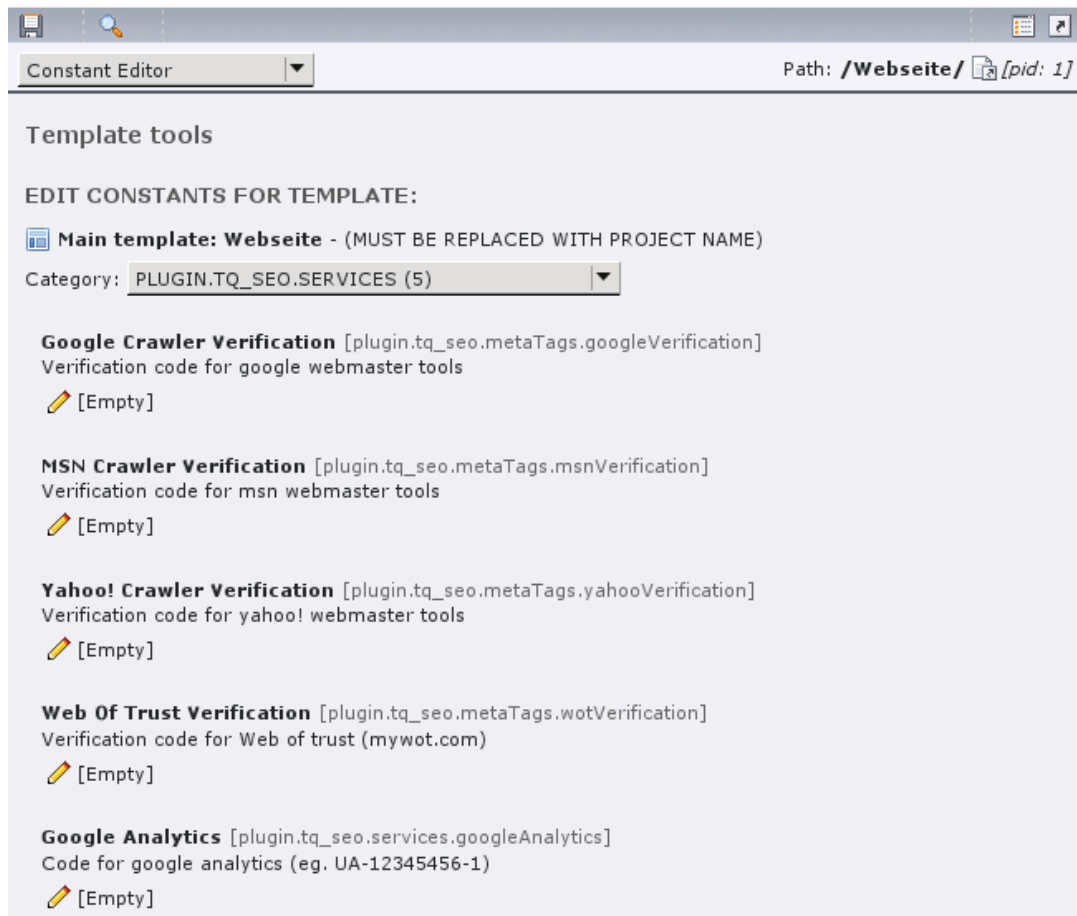 Constant Editor
Path: /Webseite/ [pid: 1]
Template tools
EDIT CONSTANTS FOR TEMPLATE:
Main template: Webseite - (MUST BE REPLACED WITH PROJECT NAME)
Category: PLUGIN.TQ_SEO.SERVICES (5)
Google Crawler Verification [plugin.tq_seo.metaTags.googleVerification]
Verification code for google webmaster tools
[Empty]
MSN Crawler Verification [plugin.tq_seo.metaTags.msnVerification]
Verification code for msn webmaster tools
[Empty]
Yahoo! Crawler Verification [plugin.tq_seo.metaTags.yahooVerification]
Verification code for yahoo! webmaster tools
[Empty]
Web Of Trust Verification [plugin.tq_seo.metaTags.wotVerification]
Verification code for Web of trust (mywot.com)
[Empty]
Google Analytics [plugin.tq_seo.services.googleAnalytics]
Code for google analytics (eg. UA-12345456-1)
[Empty]